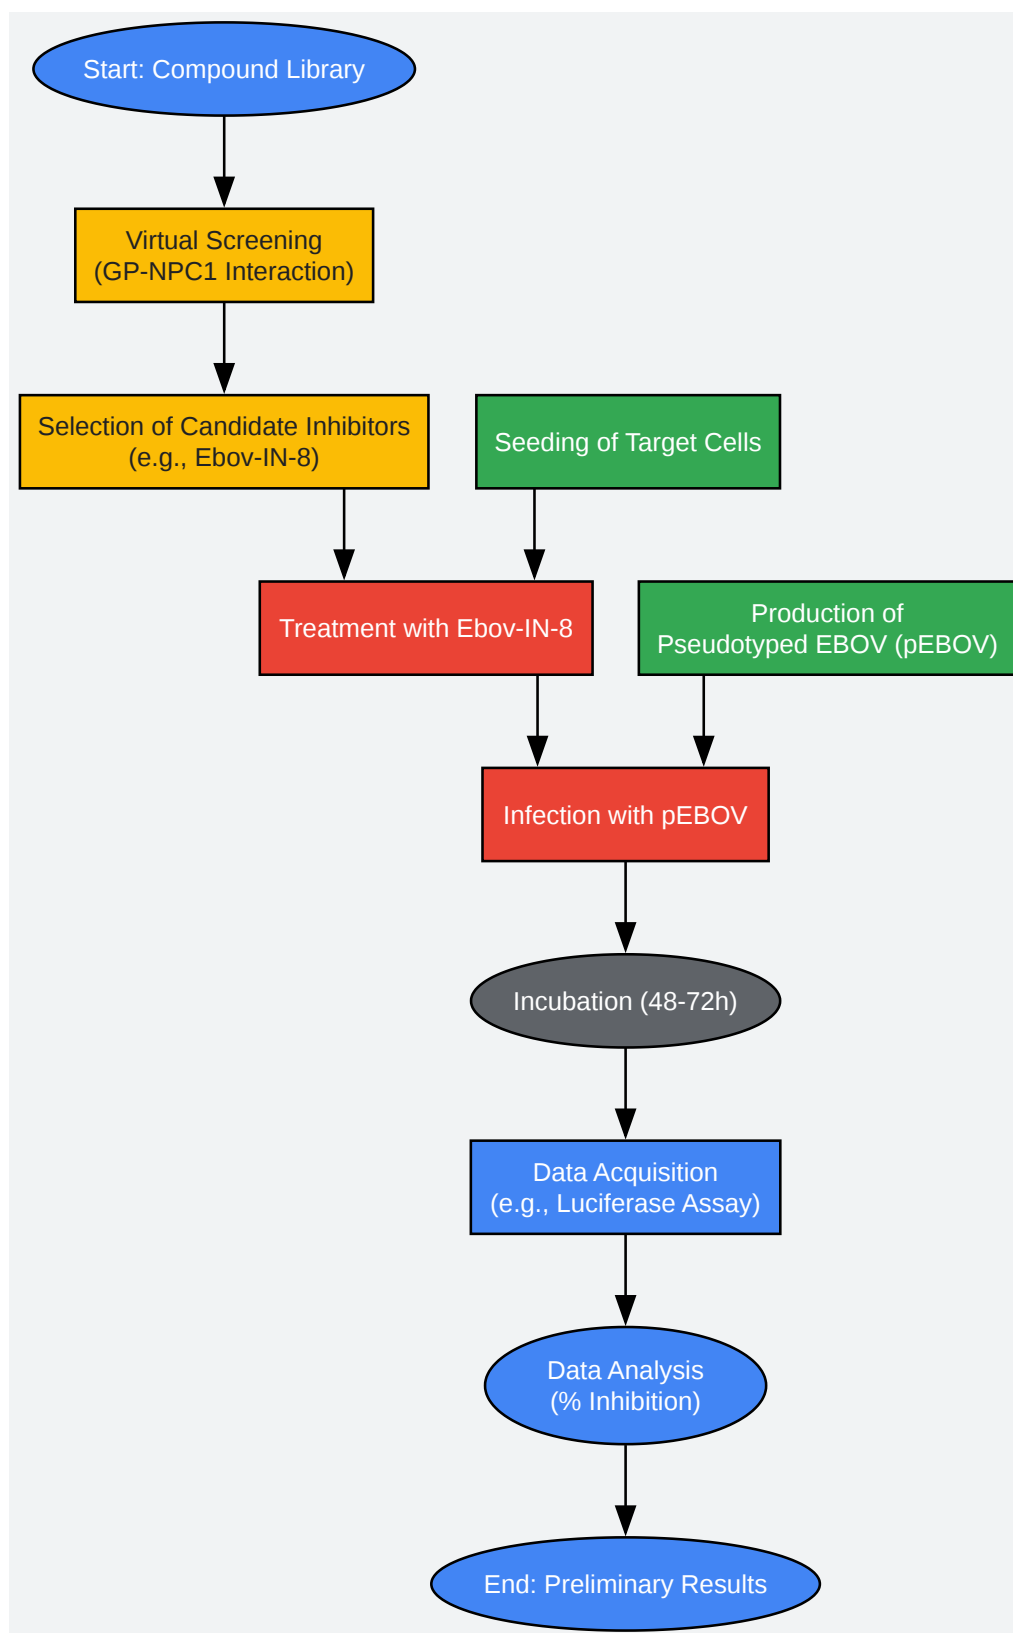 Start: Compound Library
Virtual Screening
(GP-NPC1 Interaction)
Selection of Candidate Inhibitors
(e.g., Ebov-IN-8)
Seeding of Target Cells
Treatment with Ebov-IN-8
Production of
Pseudotyped EBOV (pEBOV)
Infection with pEBOV
Incubation (48-72h)
Data Acquisition
(e.g., Luciferase Assay)
Data Analysis
(% Inhibition)
End: Preliminary Results